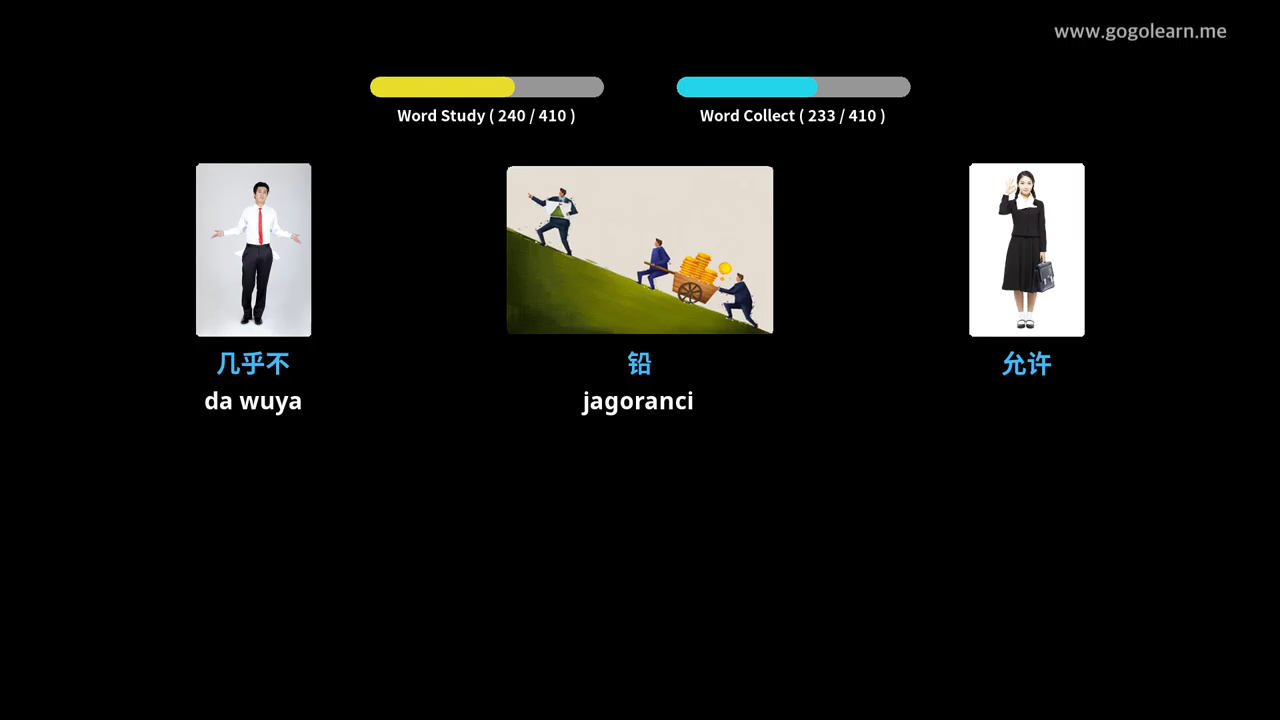 www.gogolearn.me
Word Study ( 240 / 410 )
Word Collect ( 233 / 410 )
几乎不
铅
允许
da wuya
jagoranci